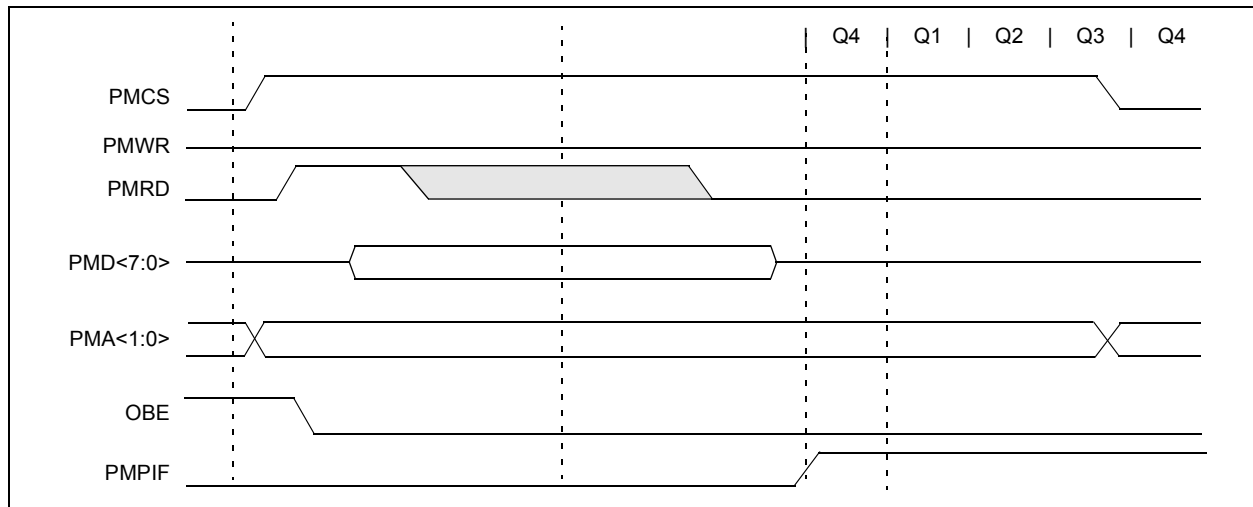 | Q4 | Q1 | Q2 | Q3 | Q4
PMCS
PMWR
PMRD
PMD<7:0>
PMA<1:0>
OBE
PMPIF